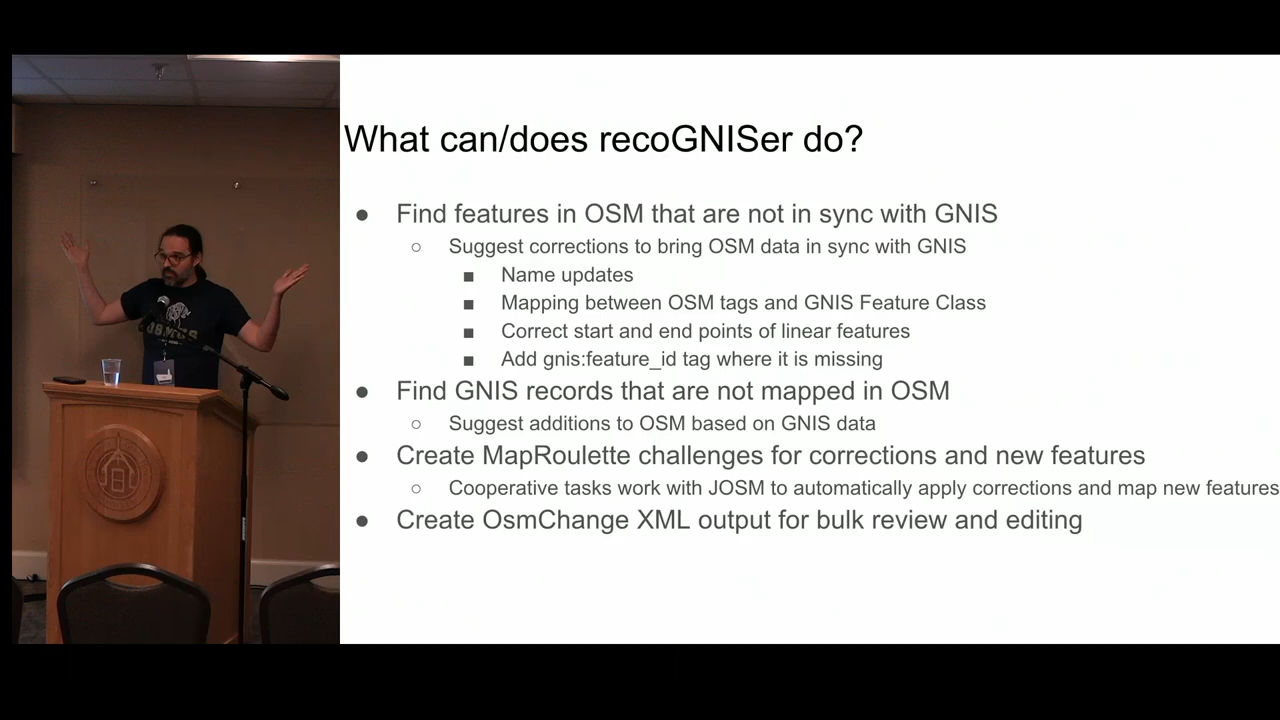 What can/does recoGNISer do?
● Find features in OSM that are not in sync with GNIS
○ Suggest corrections to bring OSM data in sync with GNIS
■ Name updates
■ Mapping between OSM tags and GNIS Feature Class
■ Correct start and end points of linear features
■ Add gnis:feature_id tag where it is missing
● Find GNIS records that are not mapped in OSM
○ Suggest additions to OSM based on GNIS data
● Create MapRoulette challenges for corrections and new features
○ Cooperative tasks work with JOSM to automatically apply corrections and map new features
● Create OsmChange XML output for bulk review and editing